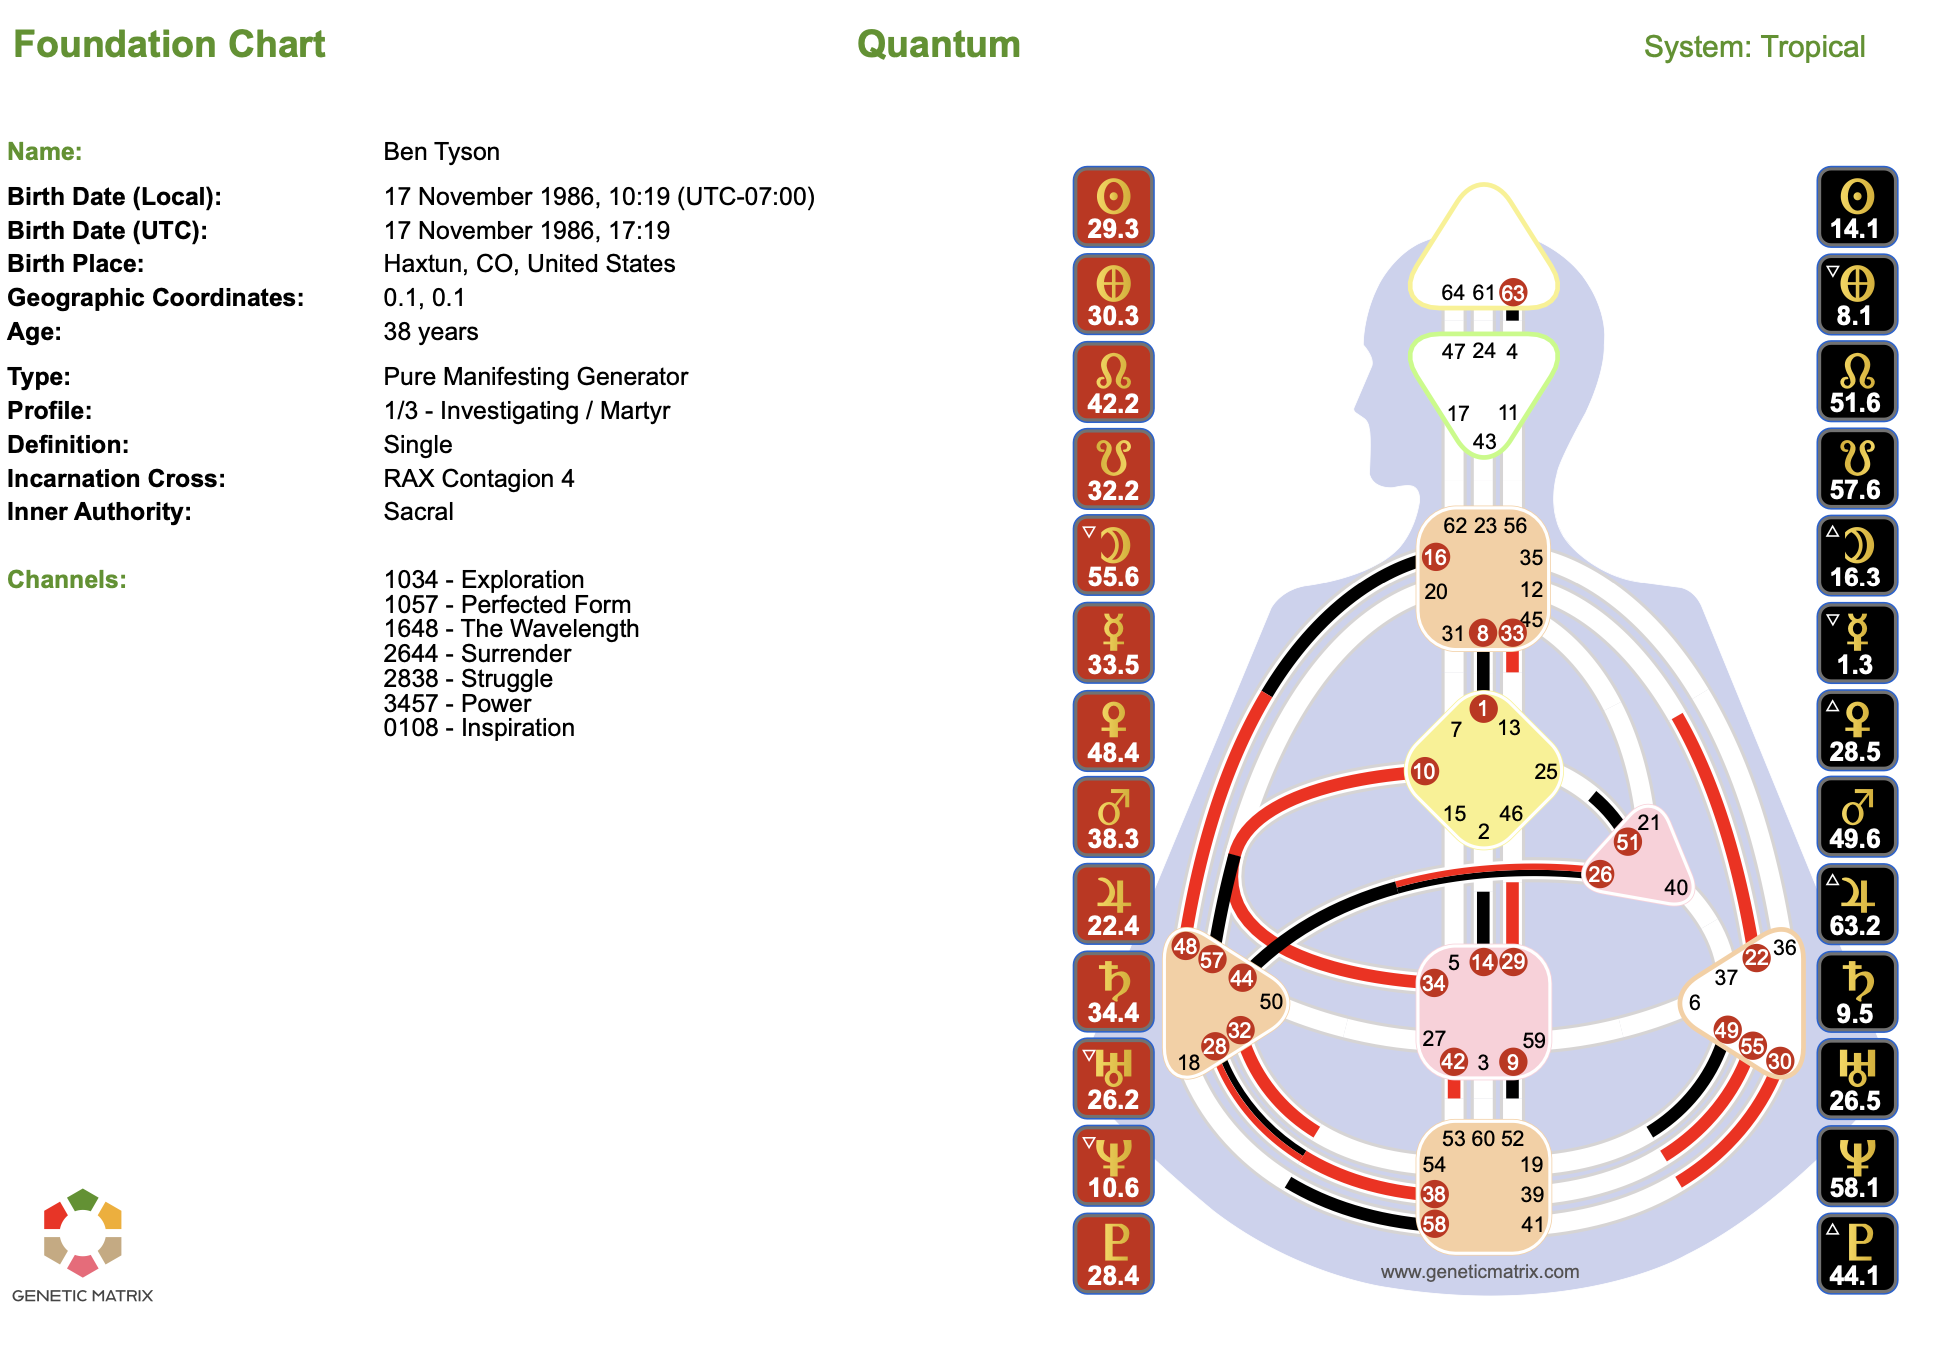 Foundation Chart
Quantum
System: Tropical
Name: Ben Tyson
Birth Date (Local): 17 November 1986, 10:19 (UTC-07:00)
Birth Date (UTC): 17 November 1986, 17:19
Birth Place: Haxtun, CO, United States
Geographic Coordinates: 0.1, 0.1
Age: 38 years
Type: Pure Manifesting Generator
Profile: 1/3 - Investigating / Martyr
Definition: Single
Incarnation Cross: RAX Contagion 4
Inner Authority: Sacral
Channels: 1034 - Exploration
1057 - Perfected Form
1648 - The Wavelength
2644 - Surrender
2838 - Struggle
3457 - Power
0108 - Inspiration
GENETIC MATRIX
29.3
30.3
42.2
32.2
55.6
33.5
48.4
38.3
22.4
34.4
26.2
10.6
28.4
64 61 63
47 24 4
17 11
43
62 23 56
16 35
20 12
45
31 8 33
1
7 13
10 25
15 46
2
21
51
26
40
48
57
44
50
32
28
18
5 14 29
34
27 59
42 3 9
36
22
37
6
49
55
30
53 60 52
54 19
38 39
58 41
www.geneticmatrix.com
14.1
8.1
51.6
57.6
16.3
1.3
28.5
49.6
63.2
9.5
26.5
58.1
44.1